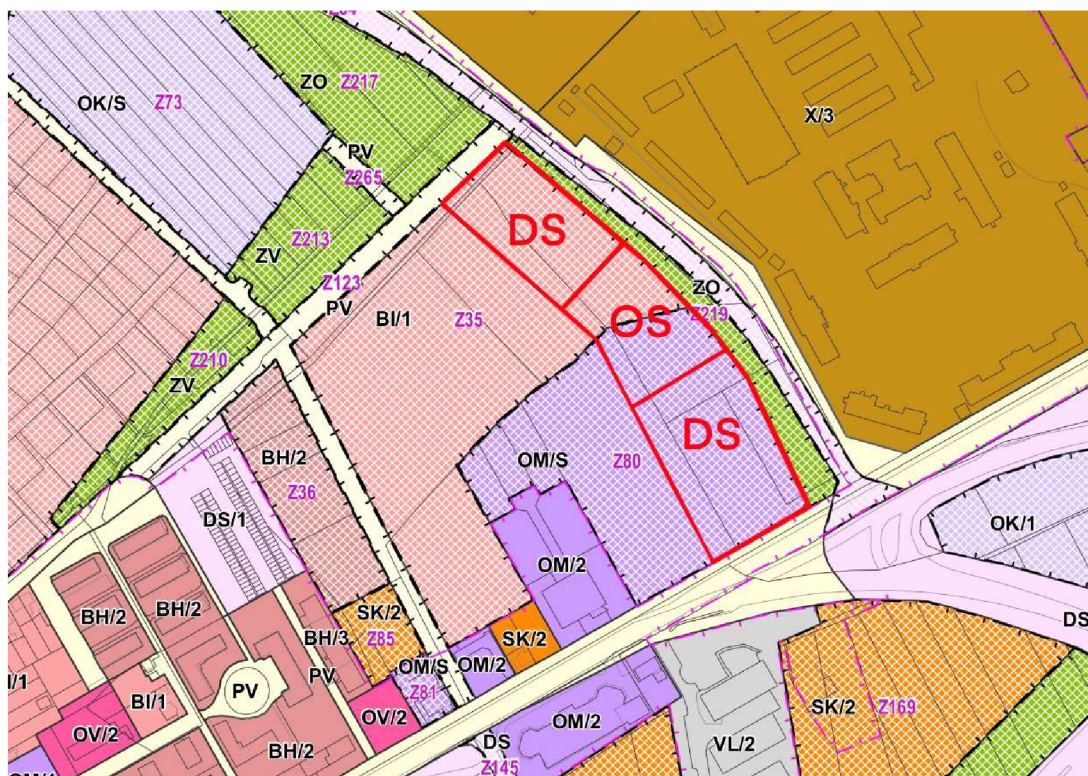 OK/S
Z73
ZO
Z217
X/3
PV
Z265
DS
ZV
Z213
Z123
PV
BI/1
Z35
OS
ZO
Z219
Z210
ZV
BH/2
Z36
DS
OM/S
Z80
DS/1
OM/2
OK/1
BH/2
BH/2
BH/3
SK/2
Z85
SK/2
DS
PV
PV
OM/S
Z81
OM/2
BI/1
OV/2
OV/2
BH/2
BH/2
OM/2
DS
Z145
VL/2
SK/2
Z169